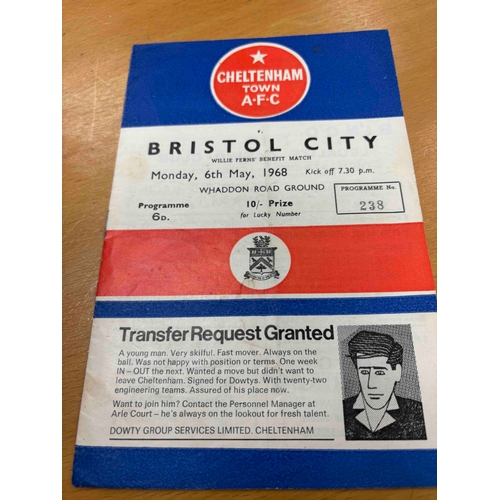 CHELTENHAM
TOWN
A·F·C
v.
BRISTOL CITY
WILLIE FERNS' BENEFIT MATCH
Monday, 6th May, 1968 Kick off 7.30 p.m.
WHADDON ROAD GROUND
Programme
6D.
10/- Prize
for Lucky Number
PROGRAMME No.
238
Transfer Request Granted
A young man. Very skilful. Fast mover. Always on the
ball. Was not happy with position or terms. One week
IN – OUT the next. Wanted a move but didn't want to
leave Cheltenham. Signed for Dowtys. With twenty-two
engineering teams. Assured of his place now.
Want to join him? Contact the Personnel Manager at
Arle Court – he's always on the lookout for fresh talent.
DOWTY GROUP SERVICES LIMITED. CHELTENHAM